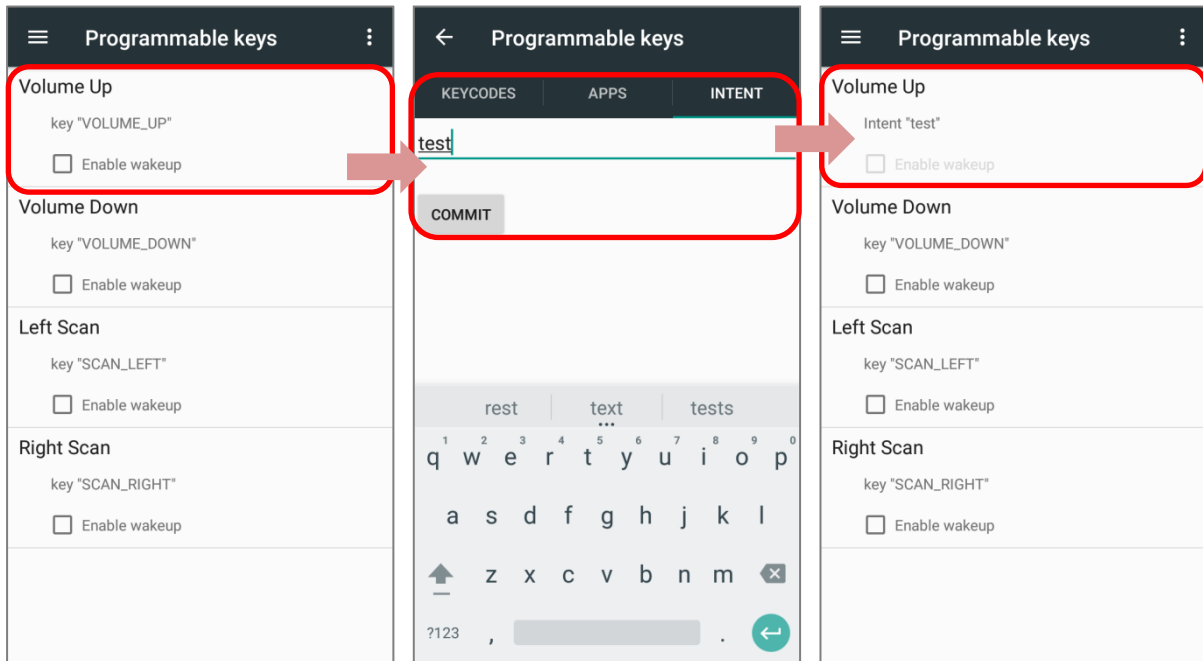 Programmable keys
Volume Up
key "VOLUME_UP"
Enable wakeup
Volume Down
key "VOLUME_DOWN"
Enable wakeup
Left Scan
key "SCAN_LEFT"
Enable wakeup
Right Scan
key "SCAN_RIGHT"
Enable wakeup
Programmable keys
KEYCODES APPS INTENT
test
COMMIT
rest text tests
1 2 3 4 5 6 7 8 9 0
q w e r t y u i o p
a s d f g h j k l
z x c v b n m
?123 , .
Programmable keys
Volume Up
Intent "test"
Enable wakeup
Volume Down
key "VOLUME_DOWN"
Enable wakeup
Left Scan
key "SCAN_LEFT"
Enable wakeup
Right Scan
key "SCAN_RIGHT"
Enable wakeup